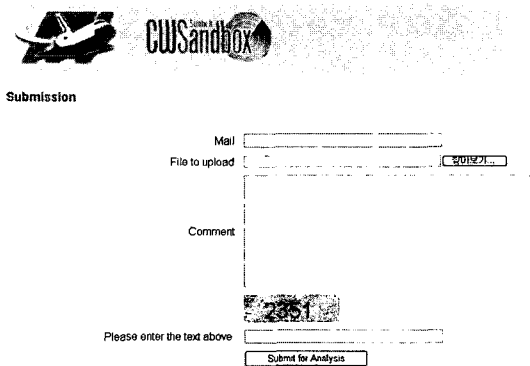 CWSandbox
Submission
Mail
File to upload
찾아보기...
Comment
2351
Please enter the text above
Submit for Analysis